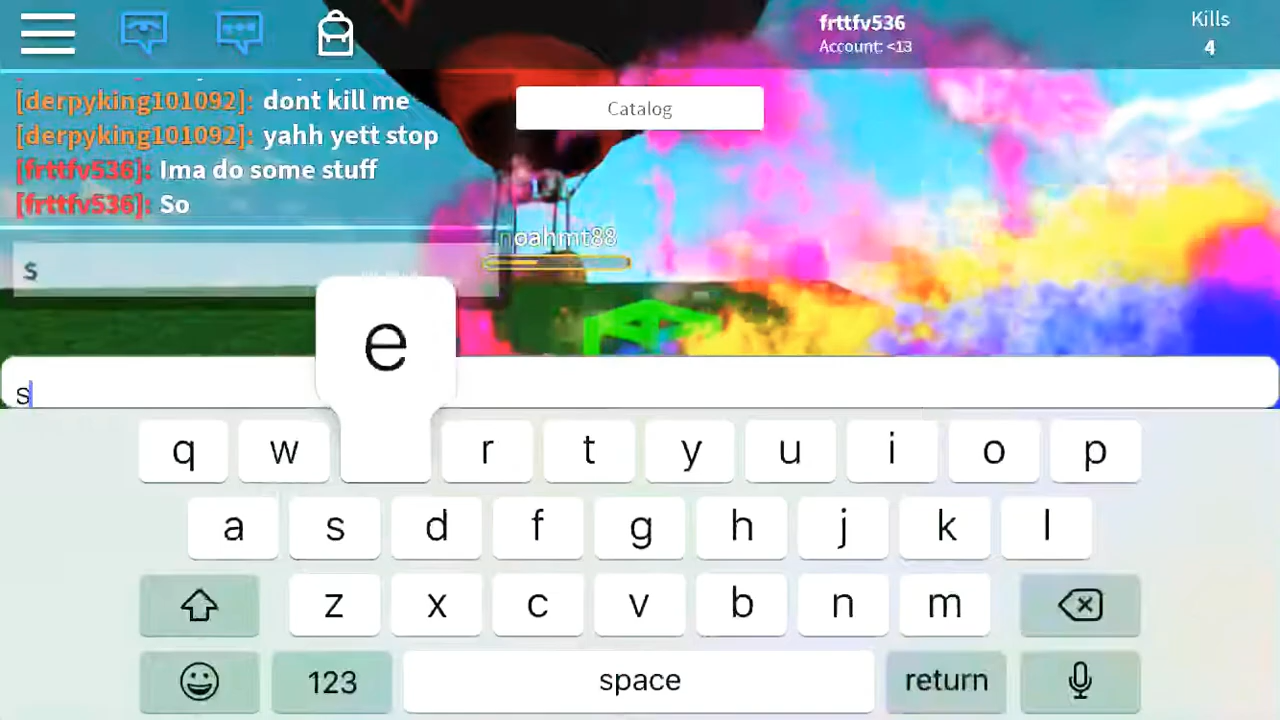 frttfv536
Account: <13
Kills
4
Catalog
[derpyking101092]: dont kill me
[derpyking101092]: yahh yett stop
[frttfv536]: Ima do some stuff
[frttfv536]: So
noahmt88
s
e
s
q w r t y u i o p
a s d f g h j k l
z x c v b n m
123 space return